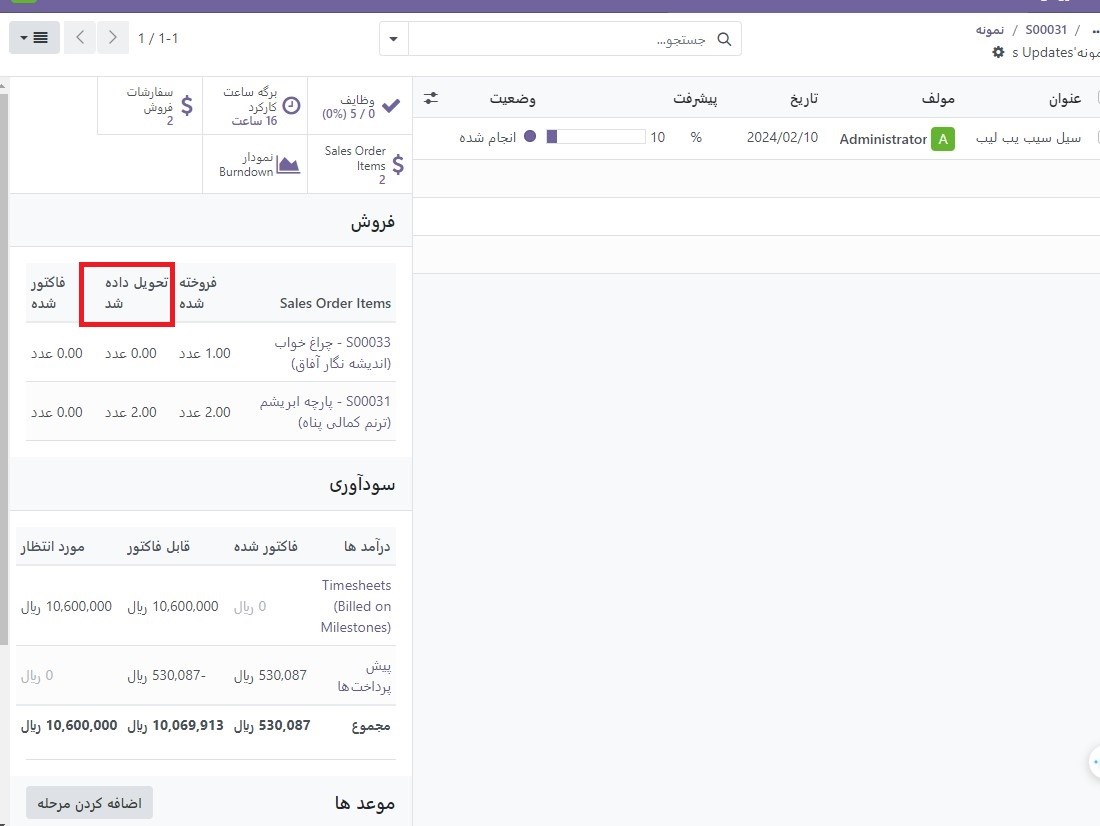 نمونه / S00031 / ...
s Updates'
جستجو...
1 / 1-1
عنوان مولف تاریخ پیشرفت وضعیت
سیل سیب یب لیب A Administrator 2024/02/10 % 10 انجام شده
وظایف
5 / 0 (0%)
برگه ساعت
کارکرد
16 ساعت
سفارشات
فروش
2
Sales Order
Items
2
نمودار
Burndown
فروش
Sales Order Items
فروخته
شده
تحویل داده
شد
فاکتور
شده
S00033 - چراغ خواب
(اندیشه نگار آفاق)
1.00 عدد 0.00 عدد 0.00 عدد
S00031 - پارچه ابریشم
(ترنم کمالی پناه)
2.00 عدد 2.00 عدد 0.00 عدد
سودآوری
درآمد ها فاکتور شده قابل فاکتور مورد انتظار
Timesheets
(Billed on
Milestones)
0 ریال 10,600,000 ریال 10,600,000 ریال
پیش
پرداخت‌ها
530,087 ریال -530,087 ریال 0 ریال
مجموع 530,087 ریال 10,069,913 ریال 10,600,000 ریال
موعد ها
اضافه کردن مرحله